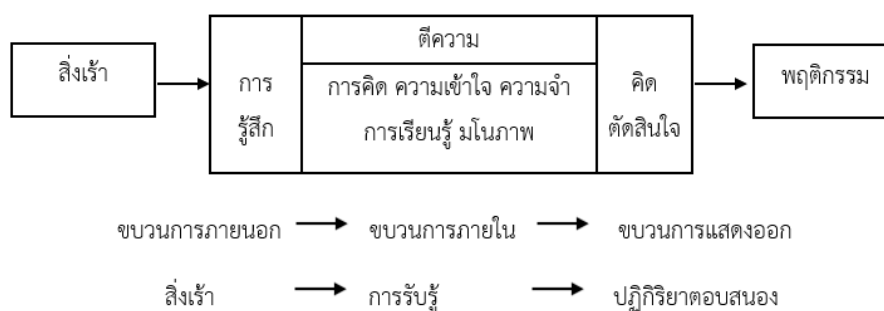 สิ่งเร้า
การ
รู้สึก
ตีความ
การคิด ความเข้าใจ ความจำ
การเรียนรู้ มโนภาพ
คิด
ตัดสินใจ
พฤติกรรม
ขบวนการภายนอก ขบวนการภายใน ขบวนการแสดงออก
สิ่งเร้า การรับรู้ ปฏิกิริยาตอบสนอง